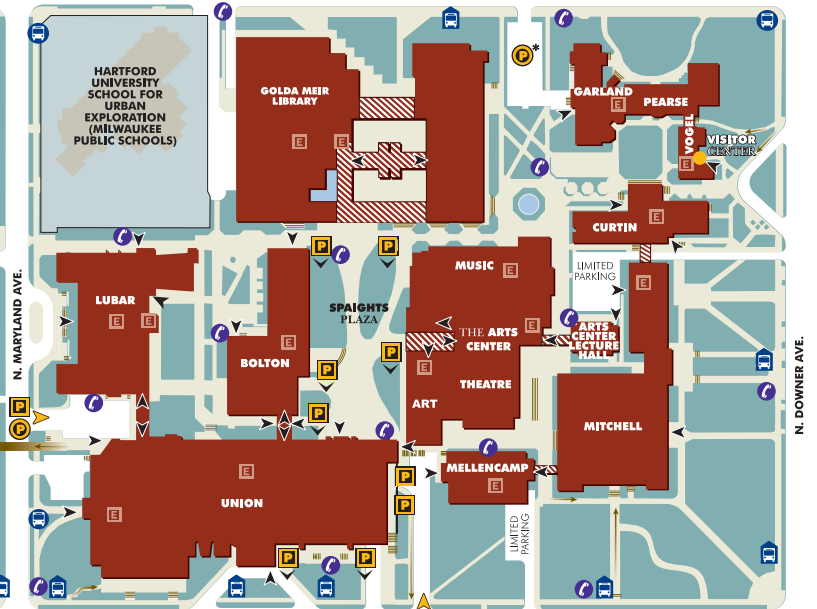 HARTFORD
UNIVERSITY
SCHOOL FOR
URBAN
EXPLORATION
(MILWAUKEE
PUBLIC SCHOOLS)
GOLDA MEIR
LIBRARY
E
E
P*
GARLAND
E
PEARSE
VOGEL
E
VISITOR
CENTER
CURTIN
E
N. MARYLAND AVE.
LUBAR
E
E
P
P
SPAIGHTS
PLAZA
BOLTON
E
P
P
P
MUSIC
E
THE ARTS
CENTER
E
E
THEATRE
ART
LIMITED
PARKING
E
ARTS
CENTER
LECTURE
HALL
MITCHELL
N. DOWNER AVE.
P
P
UNION
E
E
P
P
P
P
MELLENCAMP
E
LIMITED
PARKING